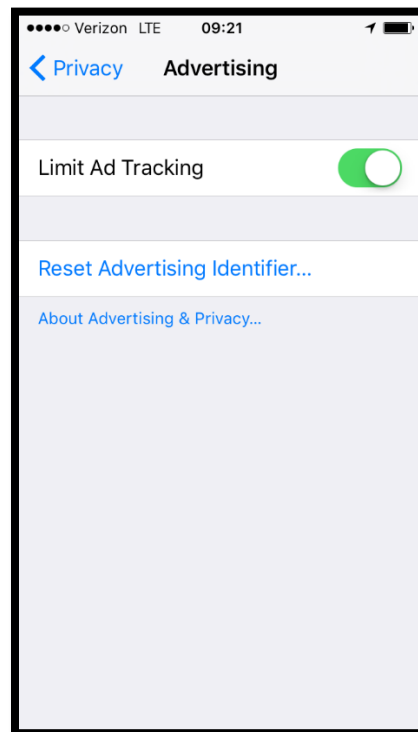 Verizon LTE 09:21
Privacy Advertising
Limit Ad Tracking
Reset Advertising Identifier...
About Advertising & Privacy...